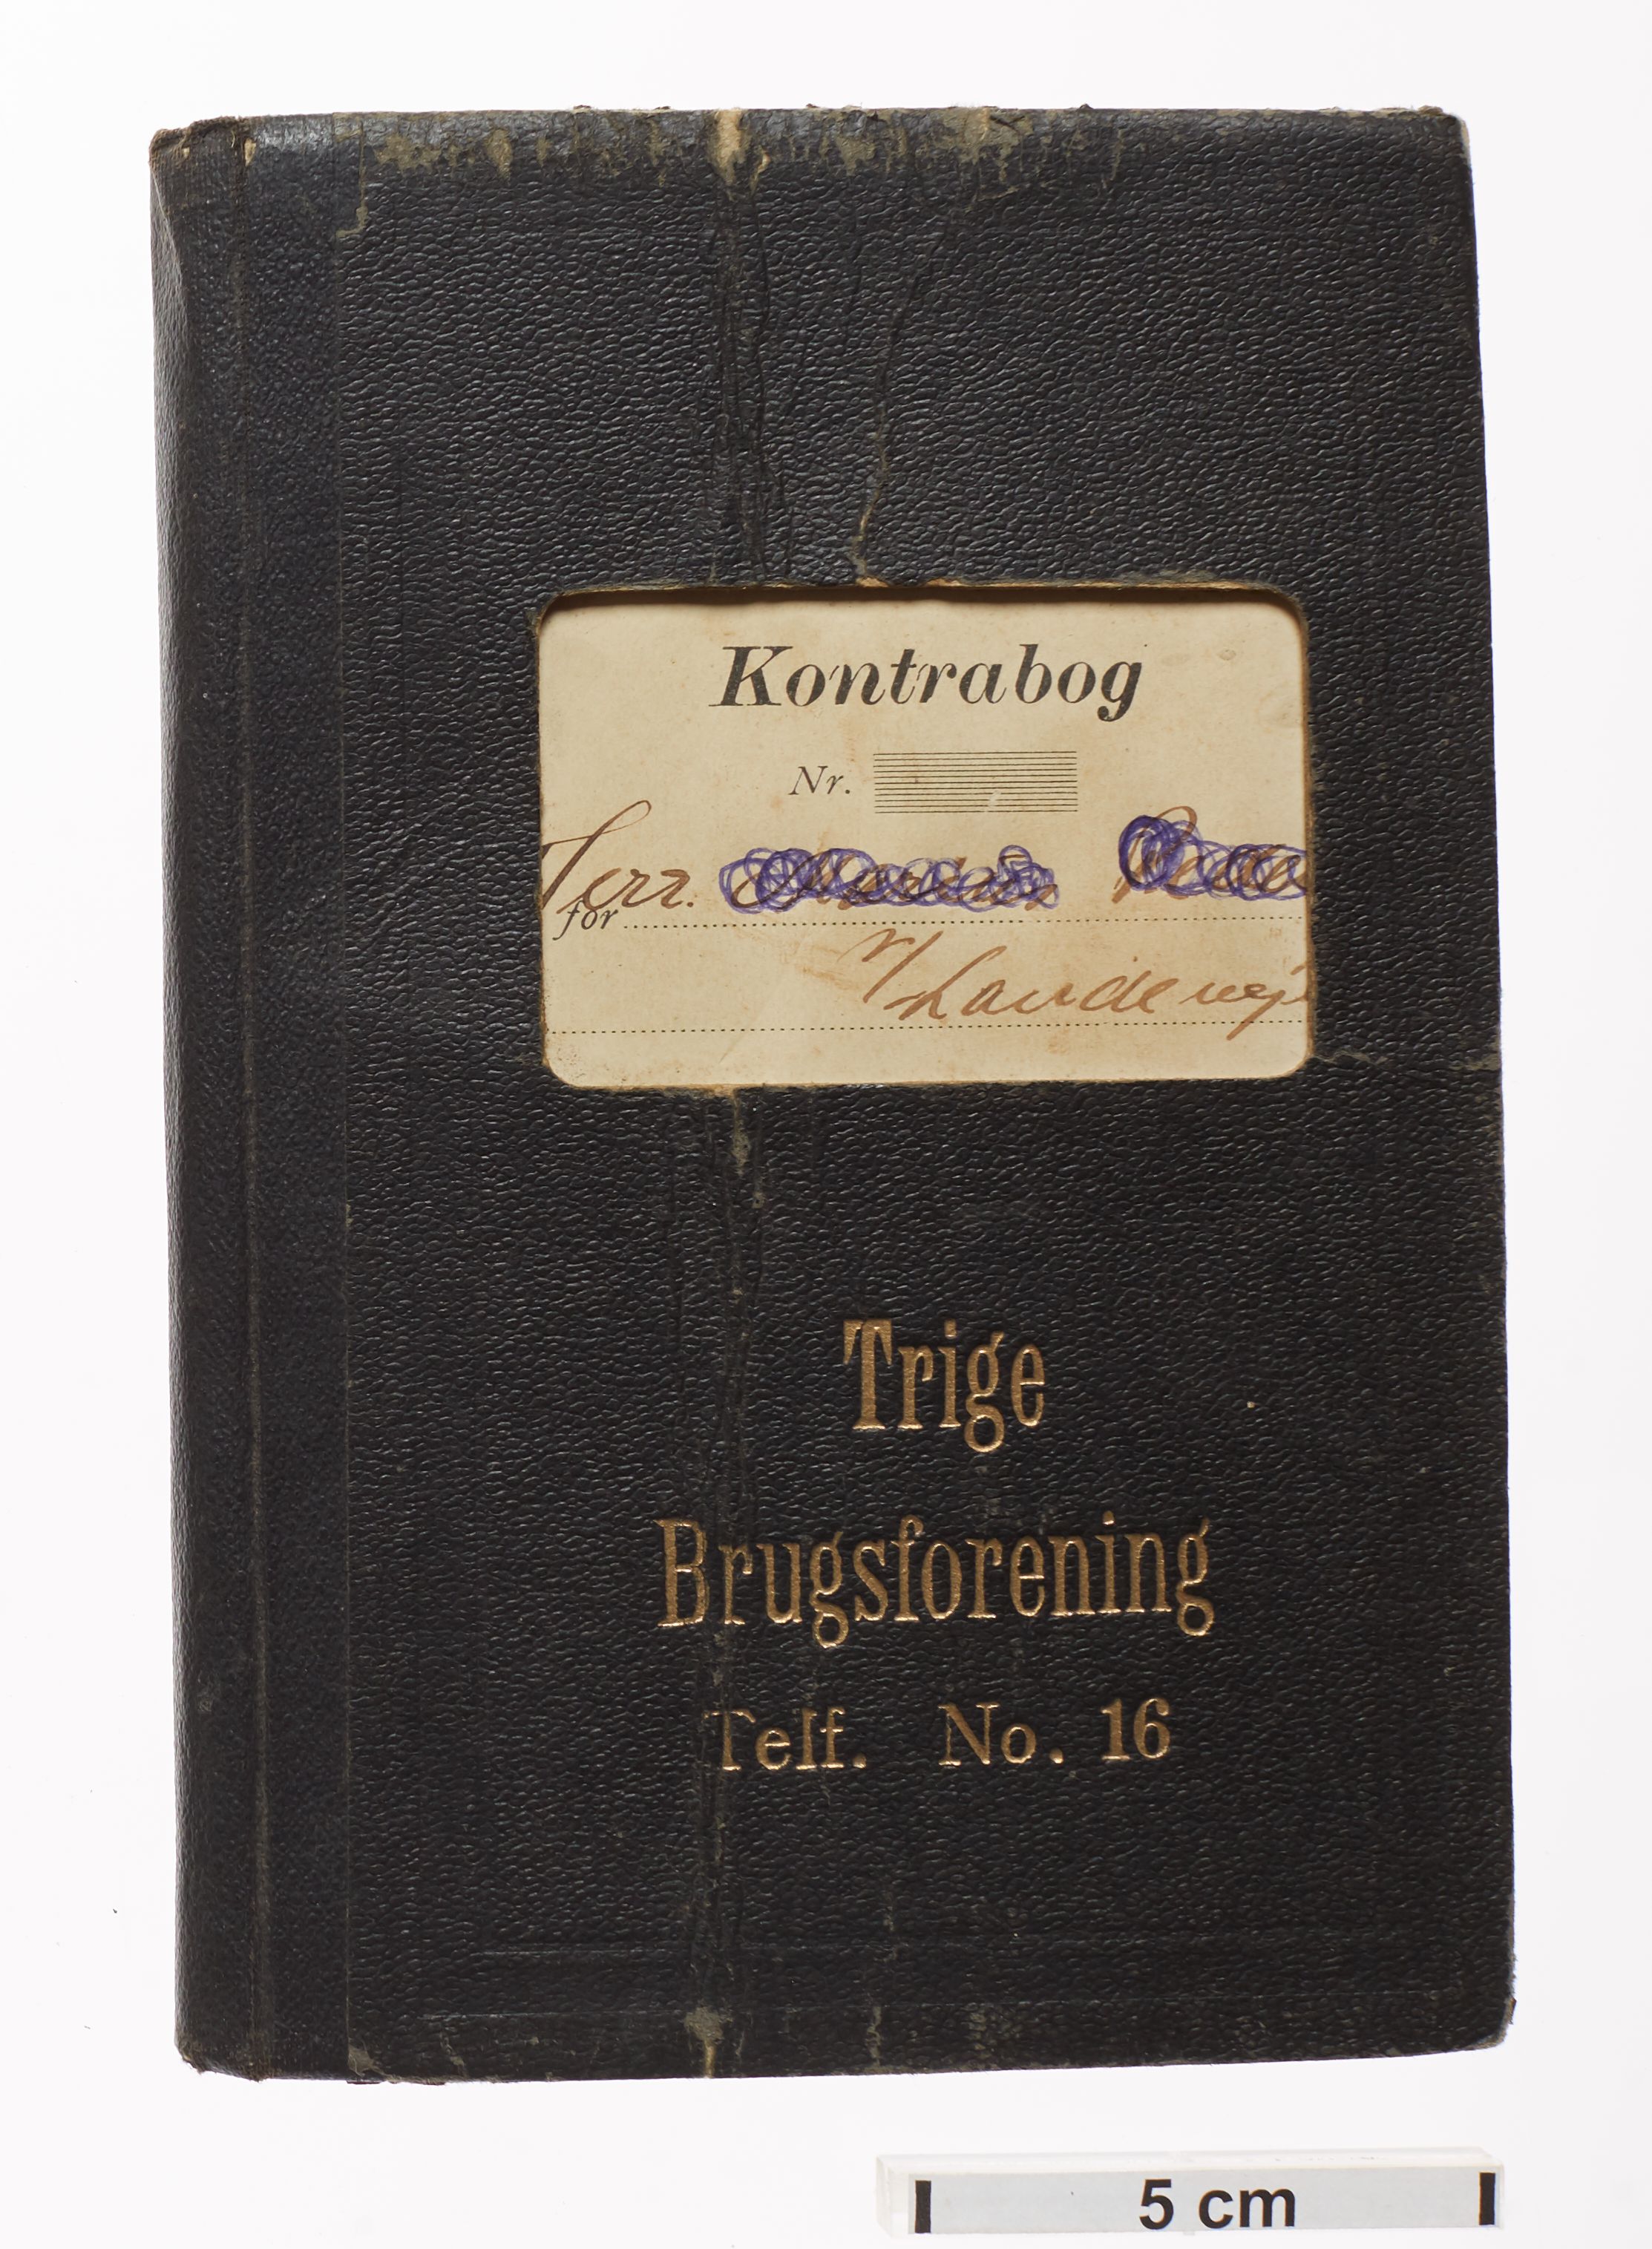 Kontrabog
Nr.
Herr.
for
v/ Landevej
Trige
Brugsforening
Telf. No. 16
5 cm